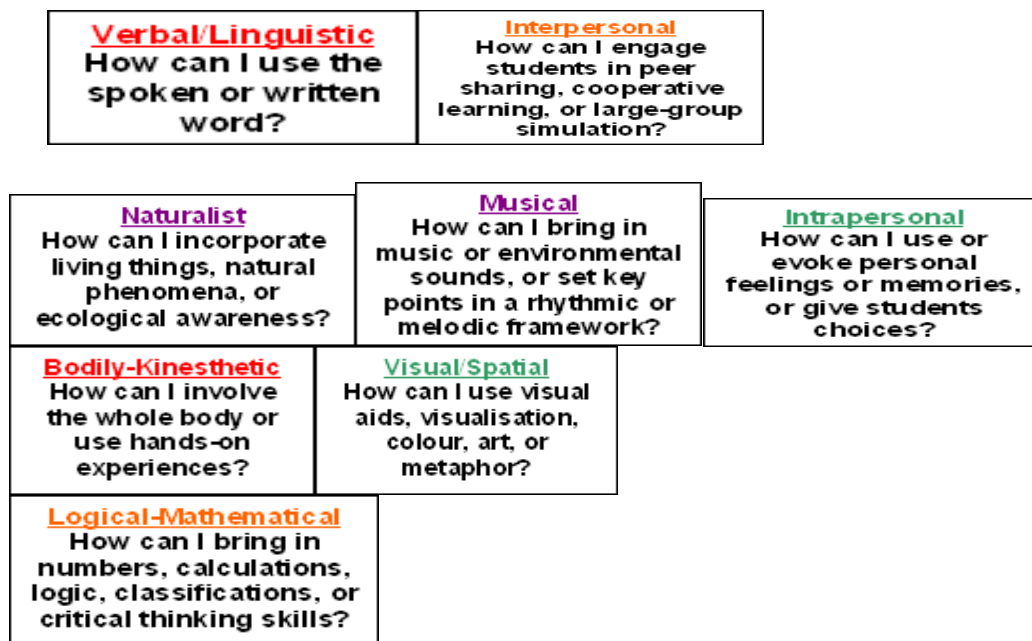 Verbal/Linguistic
How can I use the
spoken or written
word?
Interpersonal
How can I engage
students in peer
sharing, cooperative
learning, or large-group
simulation?
Naturalist
How can I incorporate
living things, natural
phenomena, or
ecological awareness?
Musical
How can I bring in
music or environmental
sounds, or set key
points in a rhythmic or
melodic framework?
Intrapersonal
How can I use or
evoke personal
feelings or memories,
or give students
choices?
Bodily-Kinesthetic
How can I involve
the whole body or
use hands-on
experiences?
Visual/Spatial
How can I use visual
aids, visualisation,
colour, art, or
metaphor?
Logical-Mathematical
How can I bring in
numbers, calculations,
logic, classifications, or
critical thinking skills?